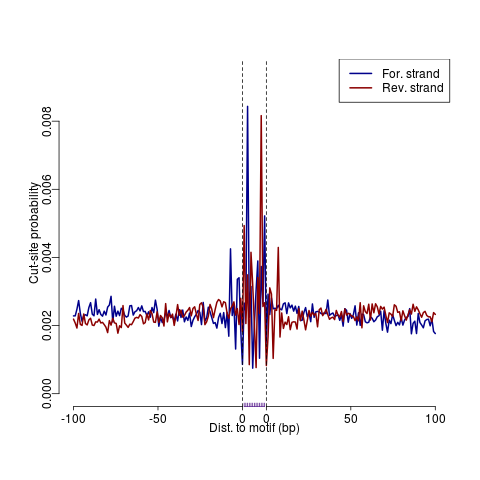 For. strand
Rev. strand
Cut-site probability
0.008
0.006
0.004
0.002
0.000
-100 -50 0 0 50 100
Dist. to motif (bp)